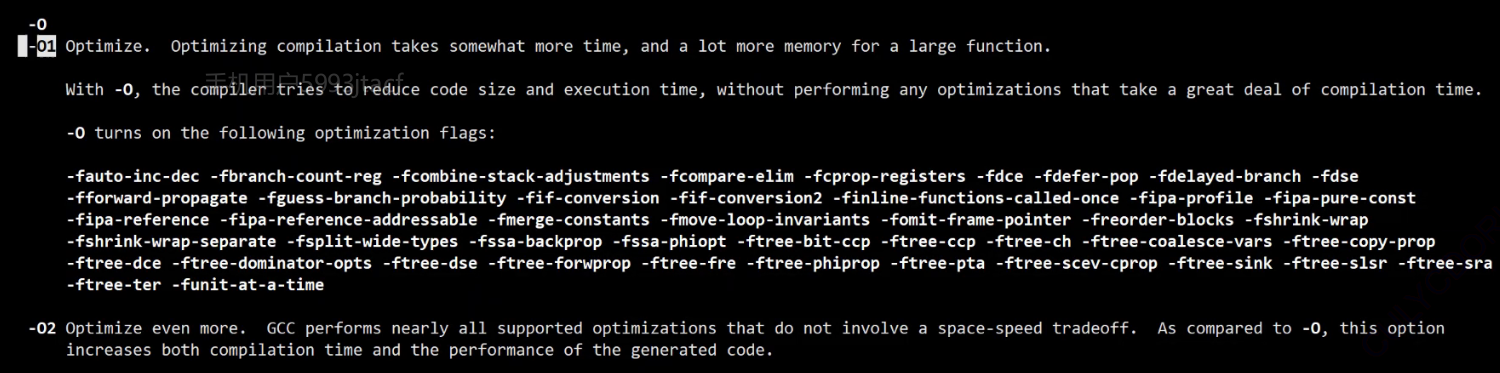 -O
-O1 Optimize.  Optimizing compilation takes somewhat more time, and a lot more memory for a large function.
手机用户5993jtacf
With -O, the compiler tries to reduce code size and execution time, without performing any optimizations that take a great deal of compilation time.
-O turns on the following optimization flags:
-fauto-inc-dec -fbranch-count-reg -fcombine-stack-adjustments -fcompare-elim -fcprop-registers -fdce -fdefer-pop -fdelayed-branch -fdse
-fforward-propagate -fguess-branch-probability -fif-conversion -fif-conversion2 -finline-functions-called-once -fipa-profile -fipa-pure-const
-fipa-reference -fipa-reference-addressable -fmerge-constants -fmove-loop-invariants -fomit-frame-pointer -freorder-blocks -fshrink-wrap
-fshrink-wrap-separate -fsplit-wide-types -fssa-backprop -fssa-phiopt -ftree-bit-ccp -ftree-ccp -ftree-ch -ftree-coalesce-vars -ftree-copy-prop
-ftree-dce -ftree-dominator-opts -ftree-dse -ftree-forwprop -ftree-fre -ftree-phiprop -ftree-pta -ftree-scev-cprop -ftree-sink -ftree-slsr -ftree-sra
-ftree-ter -funit-at-a-time
-O2 Optimize even more.  GCC performs nearly all supported optimizations that do not involve a space-speed tradeoff.  As compared to -O, this option
increases both compilation time and the performance of the generated code.